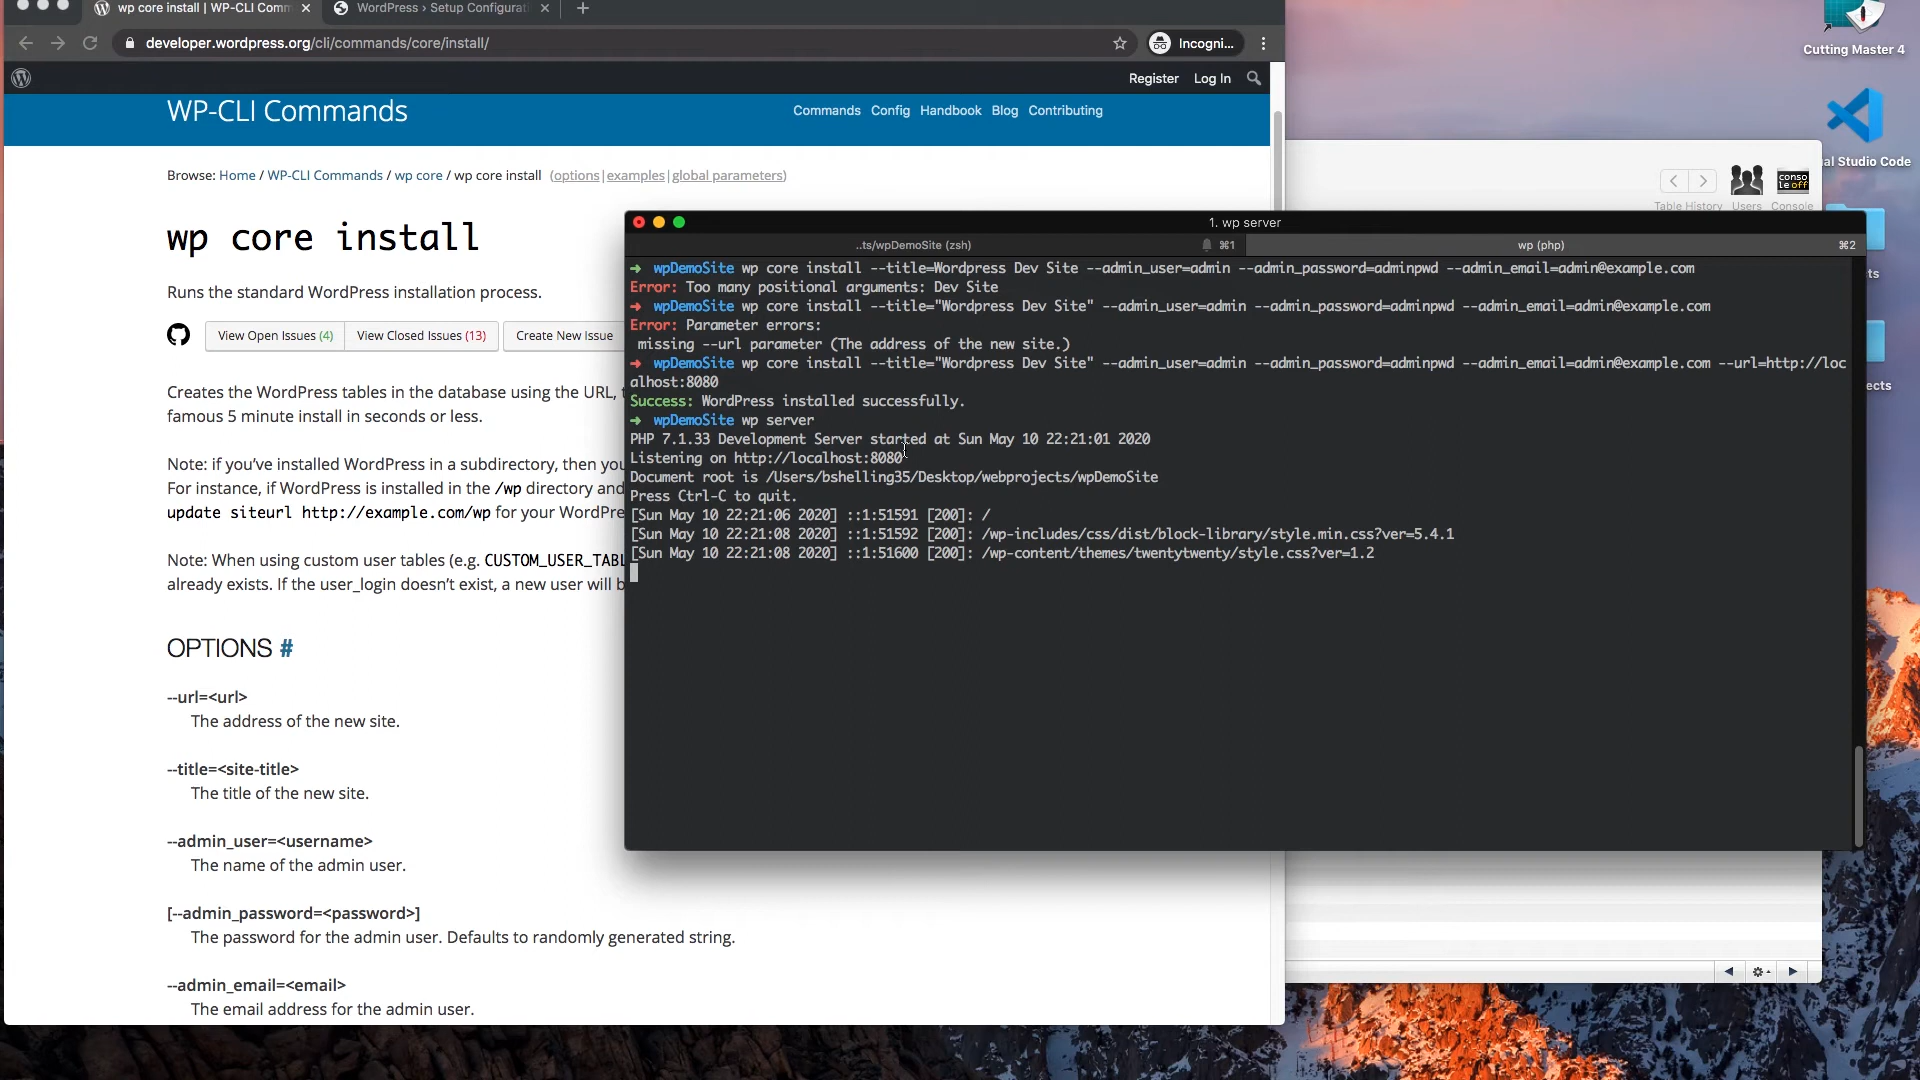 wp core install | WP-CLI Comm
WordPress › Setup Configurati
developer.wordpress.org/cli/commands/core/install/
Incogni...
Register Log In
WP-CLI Commands
Commands Config Handbook Blog Contributing
Browse: Home / WP-CLI Commands / wp core / wp core install (options|examples|global parameters)
wp core install
Runs the standard WordPress installation process.
View Open Issues (4) View Closed Issues (13) Create New Issue
Creates the WordPress tables in the database using the URL,
famous 5 minute install in seconds or less.
Note: if you've installed WordPress in a subdirectory, then you
For instance, if WordPress is installed in the /wp directory and
update siteurl http://example.com/wp for your WordPre
Note: When using custom user tables (e.g. CUSTOM_USER_TABL
already exists. If the user_login doesn't exist, a new user will b
OPTIONS #
--url=<url>
The address of the new site.
--title=<site-title>
The title of the new site.
--admin_user=<username>
The name of the admin user.
[--admin_password=<password>]
The password for the admin user. Defaults to randomly generated string.
--admin_email=<email>
The email address for the admin user.
1. wp server
..ts/wpDemoSite (zsh) ⌘1 wp (php) ⌘2
➜ wpDemoSite wp core install --title=Wordpress Dev Site --admin_user=admin --admin_password=adminpwd --admin_email=admin@example.com
Error: Too many positional arguments: Dev Site
➜ wpDemoSite wp core install --title="Wordpress Dev Site" --admin_user=admin --admin_password=adminpwd --admin_email=admin@example.com
Error: Parameter errors:
missing --url parameter (The address of the new site.)
➜ wpDemoSite wp core install --title="Wordpress Dev Site" --admin_user=admin --admin_password=adminpwd --admin_email=admin@example.com --url=http://loc
alhost:8080
Success: WordPress installed successfully.
➜ wpDemoSite wp server
PHP 7.1.33 Development Server started at Sun May 10 22:21:01 2020
Listening on http://localhost:8080
Document root is /Users/bshelling35/Desktop/webprojects/wpDemoSite
Press Ctrl-C to quit.
[Sun May 10 22:21:06 2020] ::1:51591 [200]: /
[Sun May 10 22:21:08 2020] ::1:51592 [200]: /wp-includes/css/dist/block-library/style.min.css?ver=5.4.1
[Sun May 10 22:21:08 2020] ::1:51600 [200]: /wp-content/themes/twentytwenty/style.css?ver=1.2
Table History Users Console
conso
le off
Cutting Master 4
al Studio Code
ts
ects